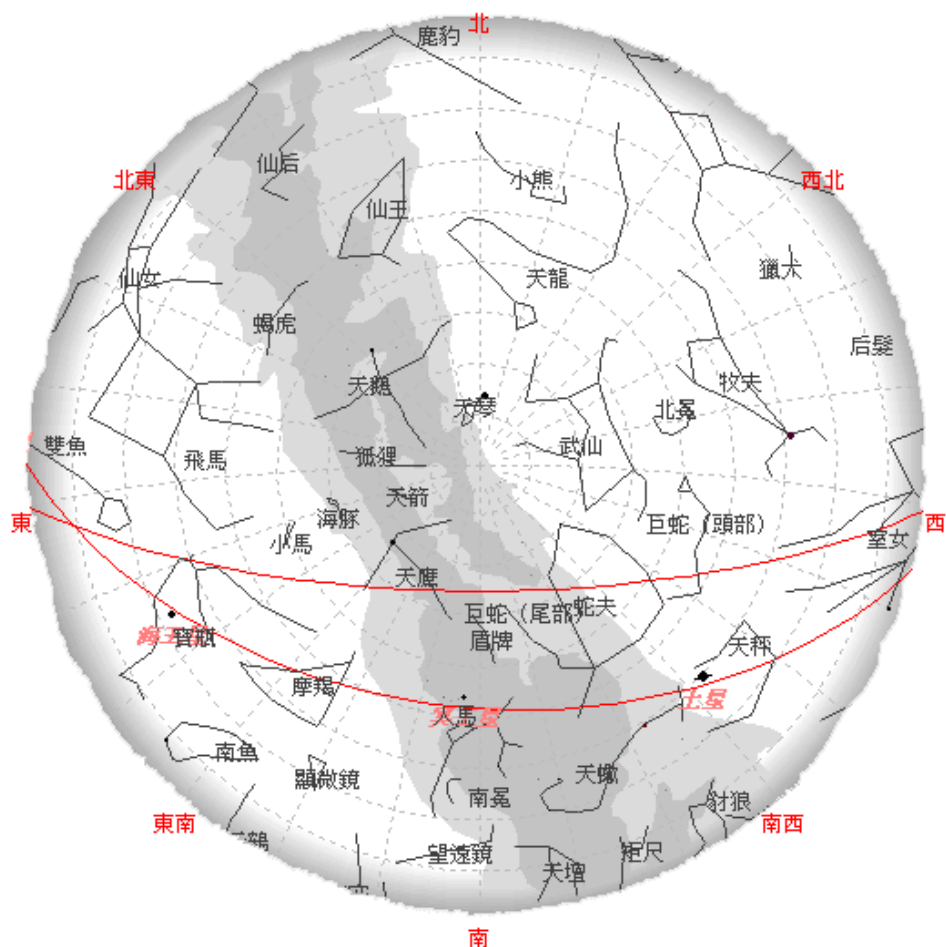 北
鹿豹
仙后
北東
小熊
西北
仙王
獵犬
仙女
天龍
蝎虎
后髮
天鵝
牧夫
天琴
北冕
雙魚
飛馬
狐狸
武仙
天箭
海豚
巨蛇（頭部）
東
西
小馬
室女
天鷹
巨蛇（尾部）
蛇夫
寶瓶
盾牌
天秤
摩羯
土星
人馬
南魚
顯微鏡
天蠍
南冕
豺狼
東南
南西
天鶴
望遠鏡
矩尺
天壇
南